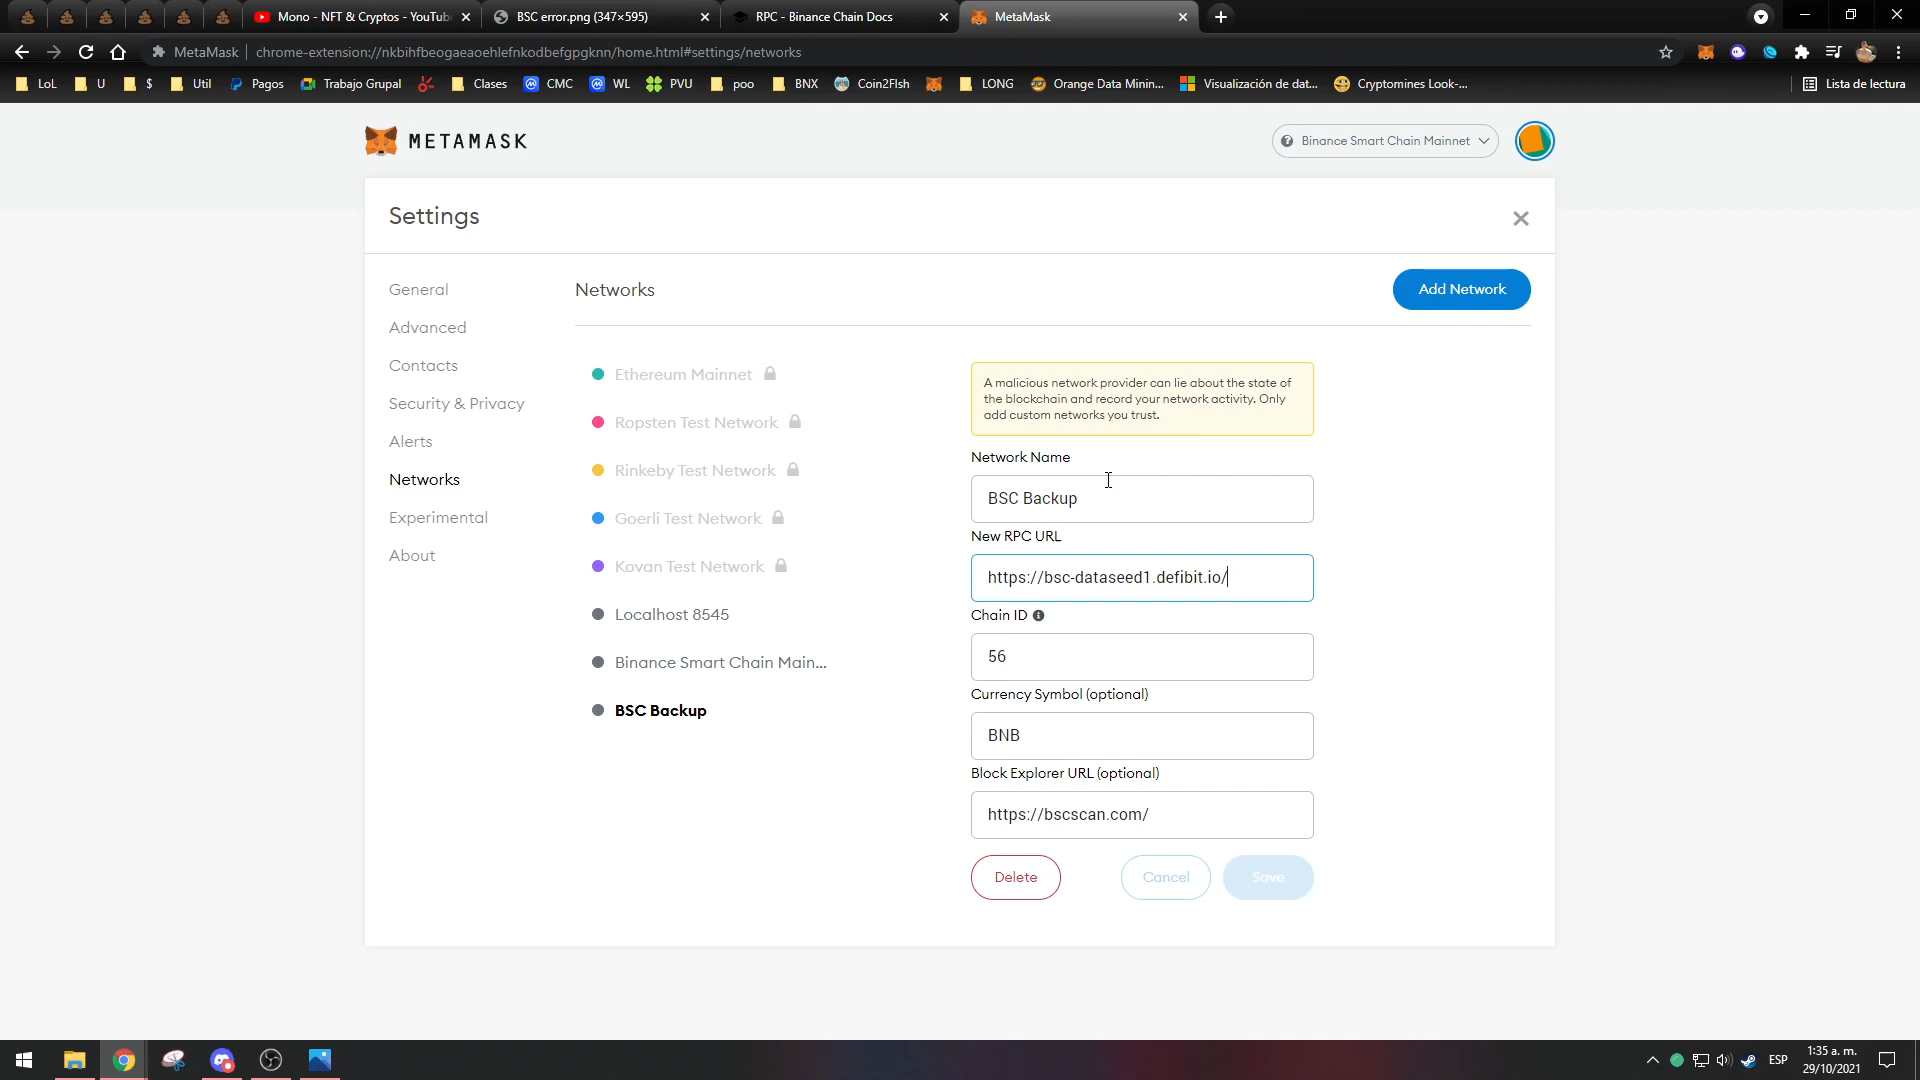 Mono - NFT & Cryptos - YouTub
BSC error.png (347×595)
RPC - Binance Chain Docs
MetaMask
MetaMask
chrome-extension://nkbihfbeogaeaoehlefnkodbefgpgknn/home.html#settings/networks
LoL
U
$
Util
Pagos
Trabajo Grupal
Clases
CMC
WL
PVU
poo
BNX
Coin2FIsh
LONG
Orange Data Minin...
Visualización de dat...
Cryptomines Look-...
Lista de lectura
METAMASK
Binance Smart Chain Mainnet
Settings
General
Advanced
Contacts
Security & Privacy
Alerts
Networks
Experimental
About
Networks
Add Network
Ethereum Mainnet
Ropsten Test Network
Rinkeby Test Network
Goerli Test Network
Kovan Test Network
Localhost 8545
Binance Smart Chain Main...
BSC Backup
A malicious network provider can lie about the state of
the blockchain and record your network activity. Only
add custom networks you trust.
Network Name
BSC Backup
New RPC URL
https://bsc-dataseed1.defibit.io/
Chain ID
56
Currency Symbol (optional)
BNB
Block Explorer URL (optional)
https://bscscan.com/
Delete
Cancel
Save
ESP
1:35 a. m.
29/10/2021